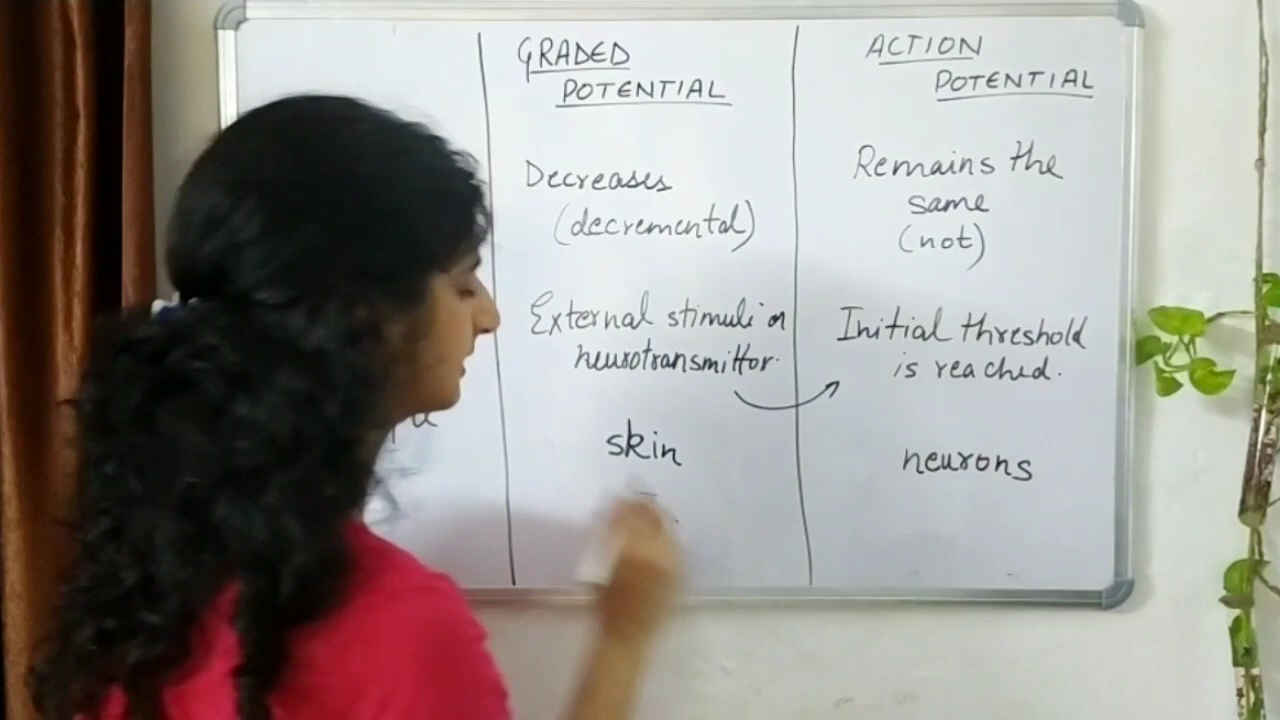 GRADED
POTENTIAL
ACTION
POTENTIAL
Decreases
(decremental)
Remains the
same
(not)
External stimuli or
neurotransmittor.
Initial threshold
is reached.
skin
neurons